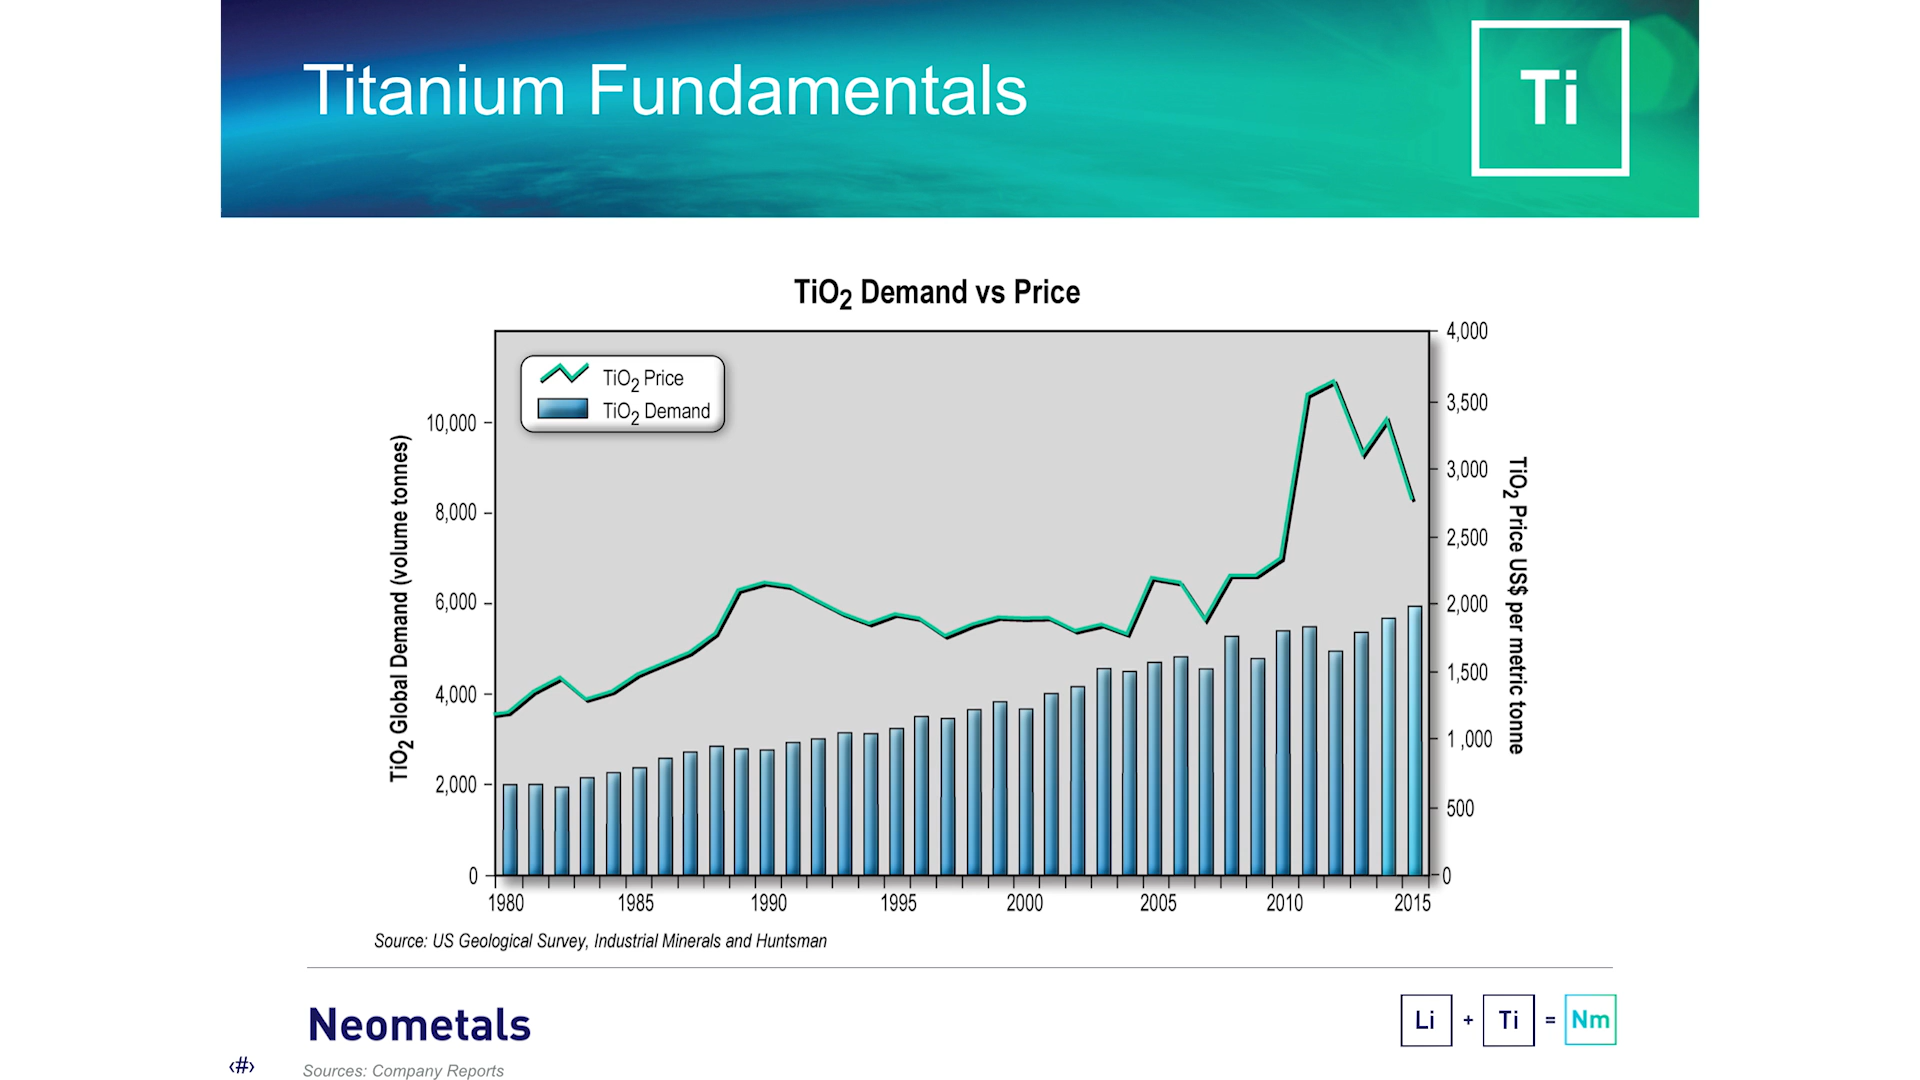 Titanium Fundamentals
Ti
TiO2 Demand vs Price
TiO2 Price
TiO2 Demand
TiO2 Global Demand (volume tonnes)
10,000
8,000
6,000
4,000
2,000
0
4,000
3,500
3,000
2,500
2,000
1,500
1,000
500
0
TiO2 Price US$ per metric tonne
1980 1985 1990 1995 2000 2005 2010 2015
Source: US Geological Survey, Industrial Minerals and Huntsman
Neometals
Li + Ti = Nm
‹#›
Sources: Company Reports